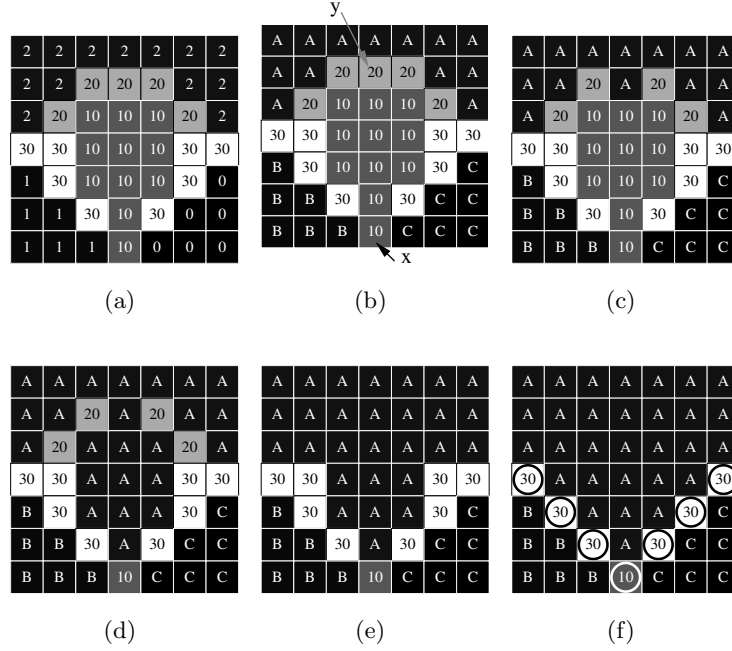 2 2 2 2 2 2 2
2 2 20 20 20 2 2
2 20 10 10 10 20 2
30 30 10 10 10 30 30
1 30 10 10 10 30 0
1 1 30 10 30 0 0
1 1 1 10 0 0 0
(a)
y
A A A A A A A
A A 20 20 20 A A
A 20 10 10 10 20 A
30 30 10 10 10 30 30
B 30 10 10 10 30 C
B B 30 10 30 C C
B B B 10 C C C
x
(b)
A A A A A A A
A A 20 A 20 A A
A 20 10 10 10 20 A
30 30 10 10 10 30 30
B 30 10 10 10 30 C
B B 30 10 30 C C
B B B 10 C C C
(c)
A A A A A A A
A A 20 A 20 A A
A 20 A A A 20 A
30 30 A A A 30 30
B 30 A A A 30 C
B B 30 A 30 C C
B B B 10 C C C
(d)
A A A A A A A
A A A A A A A
A A A A A A A
30 30 A A A 30 30
B 30 A A A 30 C
B B 30 A 30 C C
B B B 10 C C C
(e)
A A A A A A A
A A A A A A A
A A A A A A A
30 A A A A A 30
B 30 A A A 30 C
B B 30 A 30 C C
B B B 10 C C C
(f)